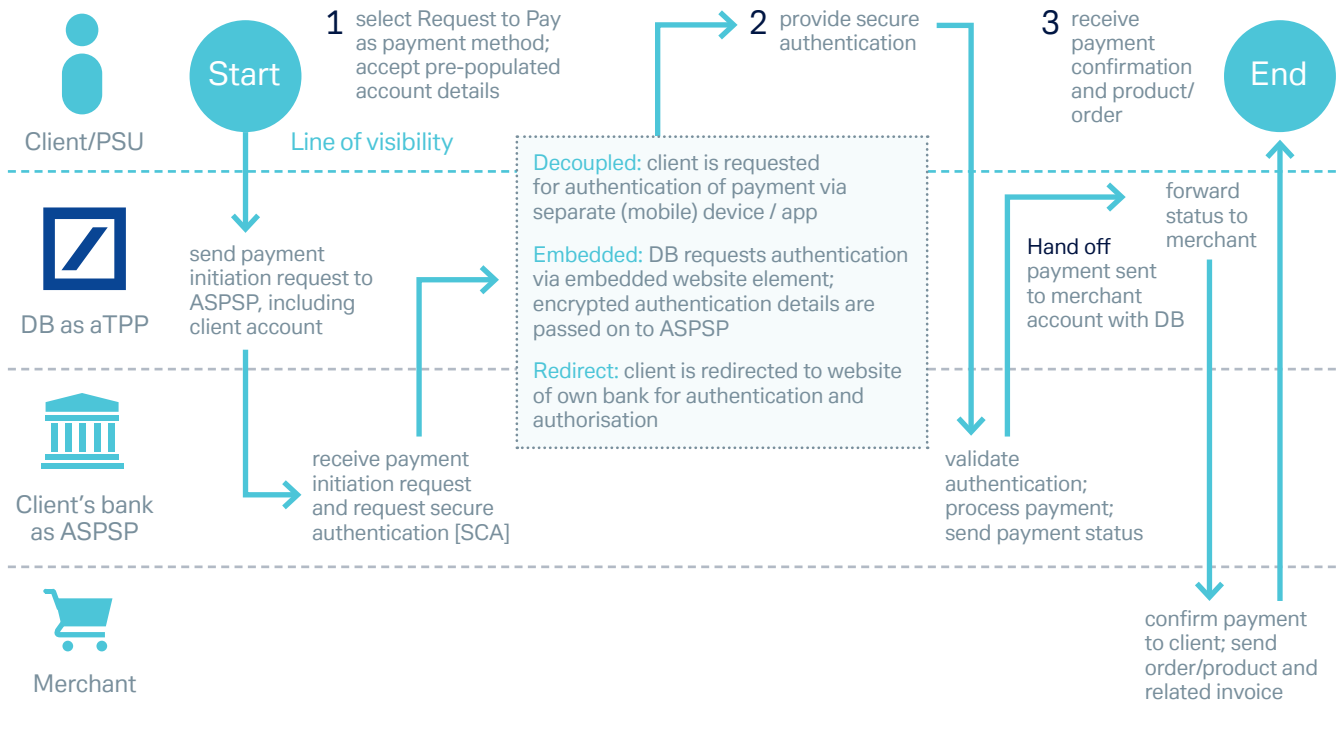 1 select Request to Pay
as payment method;
accept pre-populated
account details
2 provide secure
authentication
3 receive
payment
confirmation
and product/
order
Start
End
Client/PSU
Line of visibility
Decoupled: client is requested
for authentication of payment via
separate (mobile) device / app
Embedded: DB requests authentication
via embedded website element;
encrypted authentication details are
passed on to ASPSP
Redirect: client is redirected to website
of own bank for authentication and
authorisation
DB as aTPP
send payment
initiation request to
ASPSP, including
client account
Hand off
payment sent
to merchant
account with DB
forward
status to
merchant
Client's bank
as ASPSP
receive payment
initiation request
and request secure
authentication [SCA]
validate
authentication;
process payment;
send payment status
Merchant
confirm payment
to client; send
order/product and
related invoice